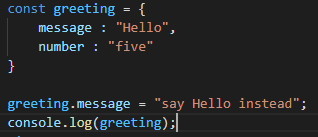 const greeting = {
    message : "Hello",
    number : "five"
}
greeting.message = "say Hello instead";
console.log(greeting);